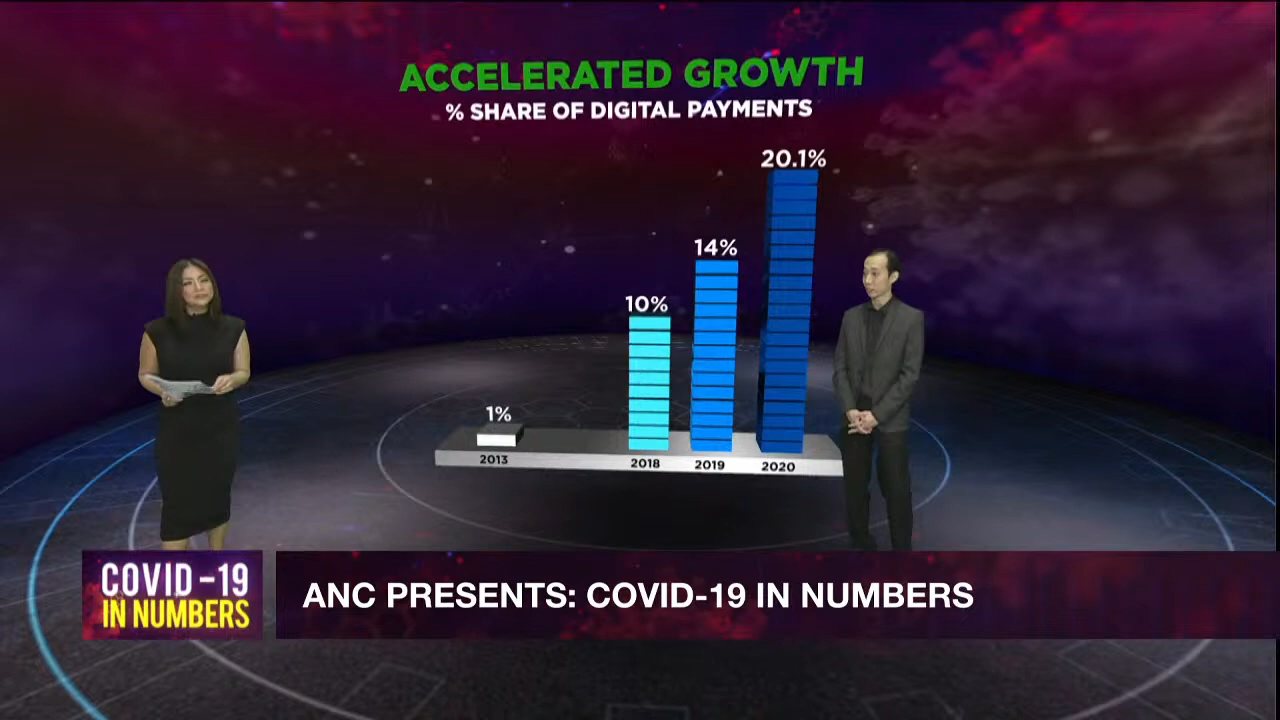 ACCELERATED GROWTH
% SHARE OF DIGITAL PAYMENTS
20.1%
14%
10%
1%
2013
2018
2019
2020
COVID-19
IN NUMBERS
ANC PRESENTS: COVID-19 IN NUMBERS